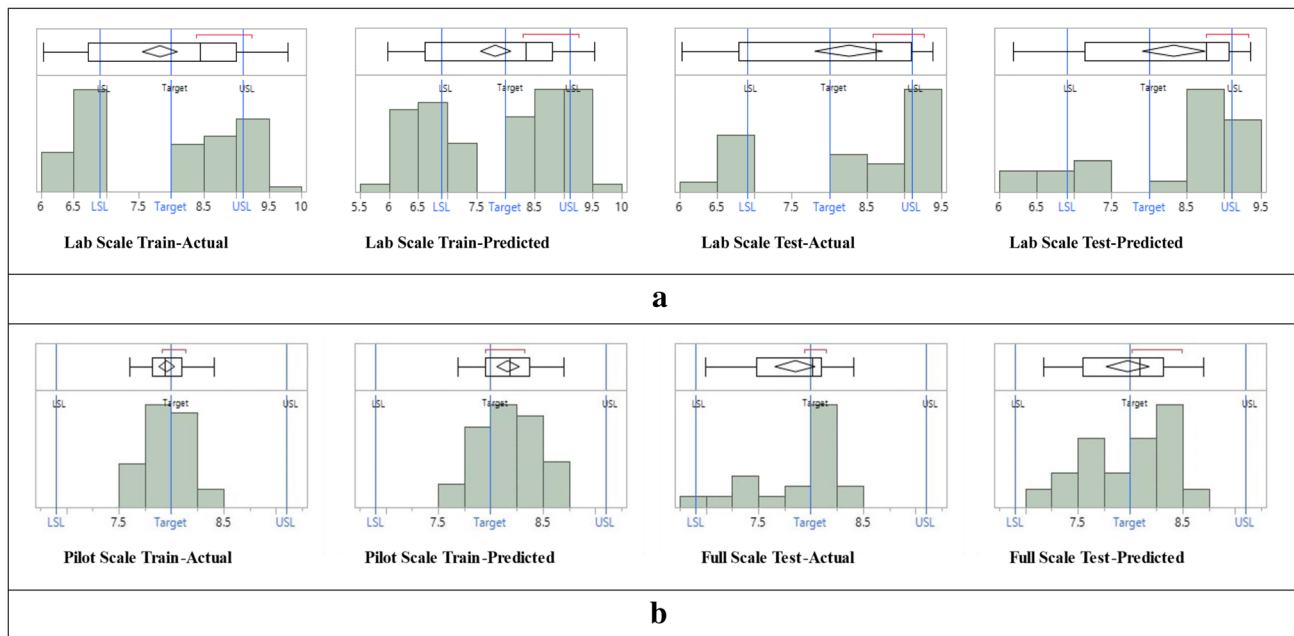 LSL Target USL LSL Target USL LSL Target USL LSL Target USL
6 6.5 LSL 7.5 Target 8.5 USL 9.5 10 5.5 6 6.5 LSL 7.5 Target 8.5 USL 10 6 6.5 LSL 7.5 Target 8.5 USL 9.5 6 6.5 LSL 7.5 Target 8.5 USL 9.5
Lab Scale Train-Actual Lab Scale Train-Predicted Lab Scale Test-Actual Lab Scale Test-Predicted
a
LSL Target USL LSL Target USL LSL Target USL LSL Target USL
LSL 7.5 Target 8.5 USL LSL 7.5 Target 8.5 USL LSL 7.5 Target 8.5 USL LSL 7.5 Target 8.5 USL
Pilot Scale Train-Actual Pilot Scale Train-Predicted Full Scale Test-Actual Full Scale Test-Predicted
b